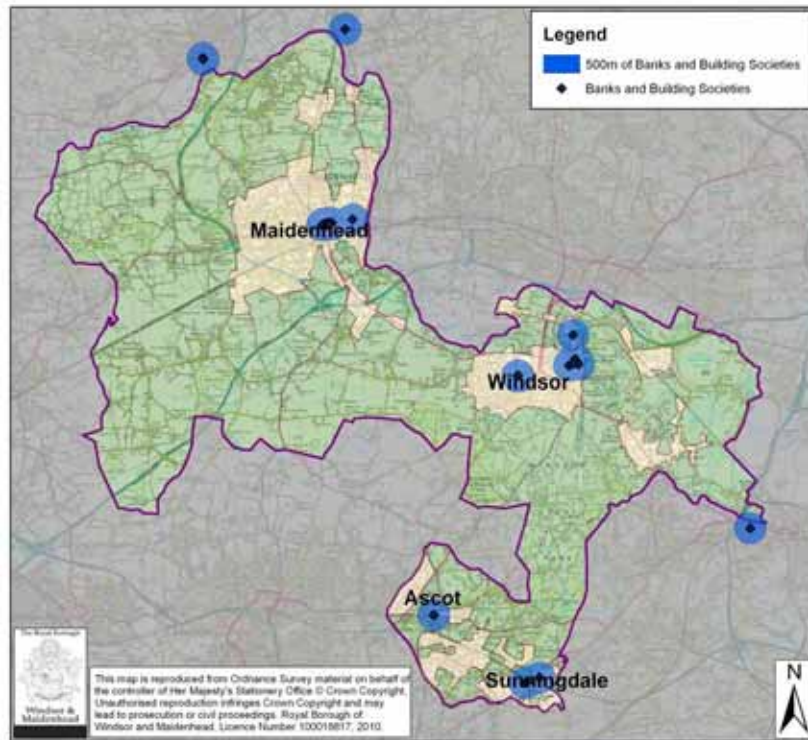 Legend
500m of Banks and Building Societies
Banks and Building Societies
Maidenhead
Windsor
Ascot
Sunningdale
The Royal Borough
Windsor &
Maidenhead
This map is reproduced from Ordnance Survey material on behalf of
the controller of Her Majesty's Stationery Office © Crown Copyright.
Unauthorised reproduction infringes Crown Copyright and may
lead to prosecution or civil proceedings. Royal Borough of
Windsor and Maidenhead. Licence Number 100018817, 2010.
N